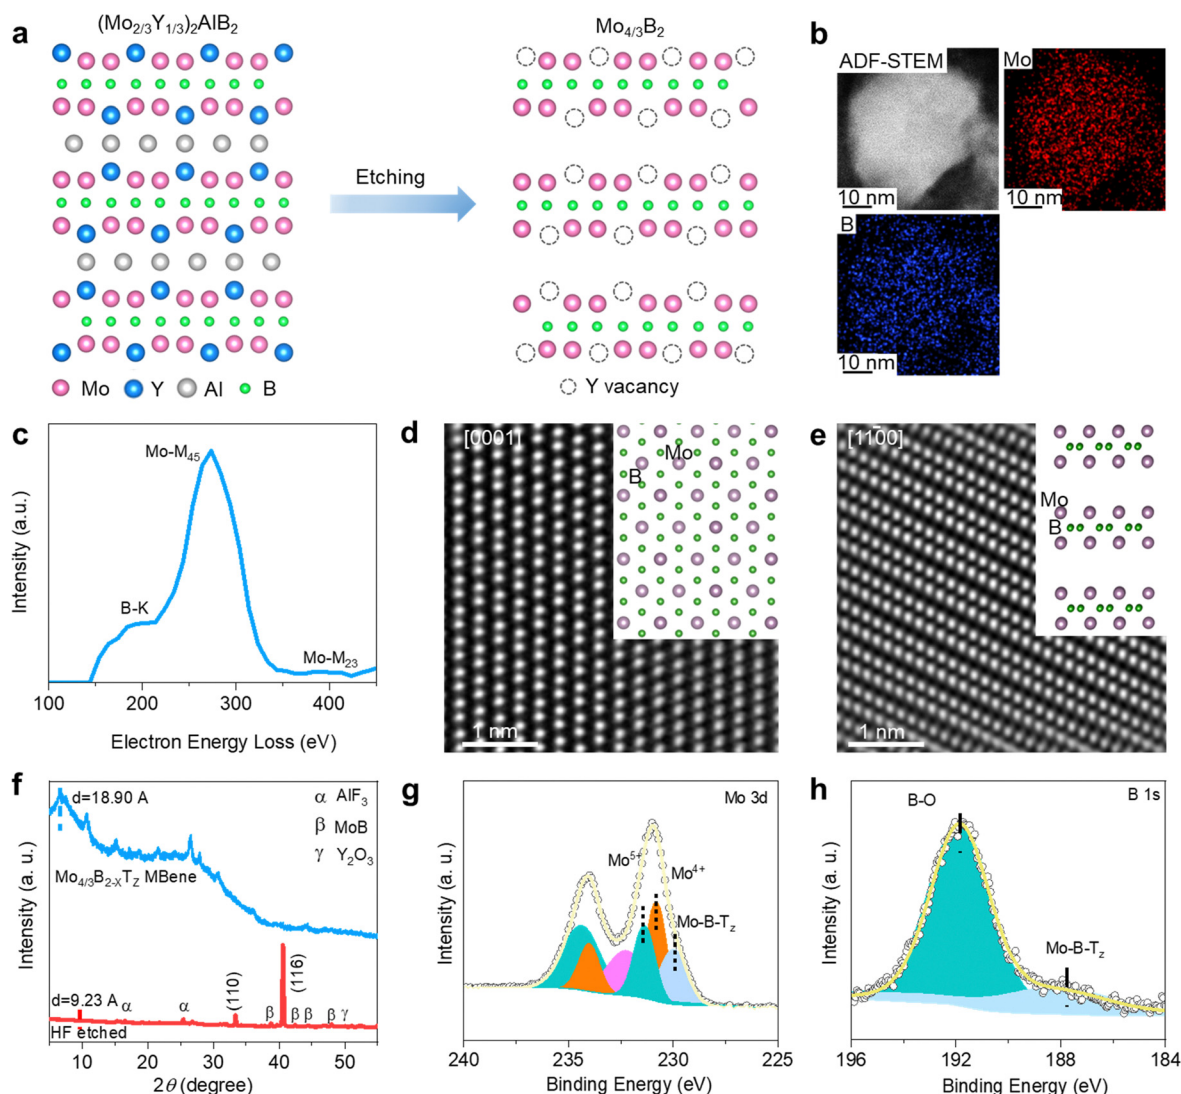 a
(Mo2/3Y1/3)2AlB2
Mo4/3B2
Etching
Mo Y Al B
Y vacancy
b
ADF-STEM
Mo
10 nm
10 nm
B
10 nm
c
Mo-M45
B-K
Mo-M23
Intensity (a.u.)
100 200 300 400
Electron Energy Loss (eV)
d
[0001]
Mo
B
1 nm
e
[11̄00]
Mo
B
1 nm
f
d=18.90 A
α AlF3
β MoB
γ Y2O3
Mo4/3B2-XTZ MBene
d=9.23 A
α α (110) β (116) β β β γ
HF etched
Intensity (a. u.)
10 20 30 40 50
2θ (degree)
g
Mo 3d
Mo5+
Mo4+
Mo-B-Tz
Intensity (a. u.)
240 235 230 225
Binding Energy (eV)
h
B-O
B 1s
Mo-B-Tz
Intensity (a. u.)
196 192 188 184
Binding Energy (eV)